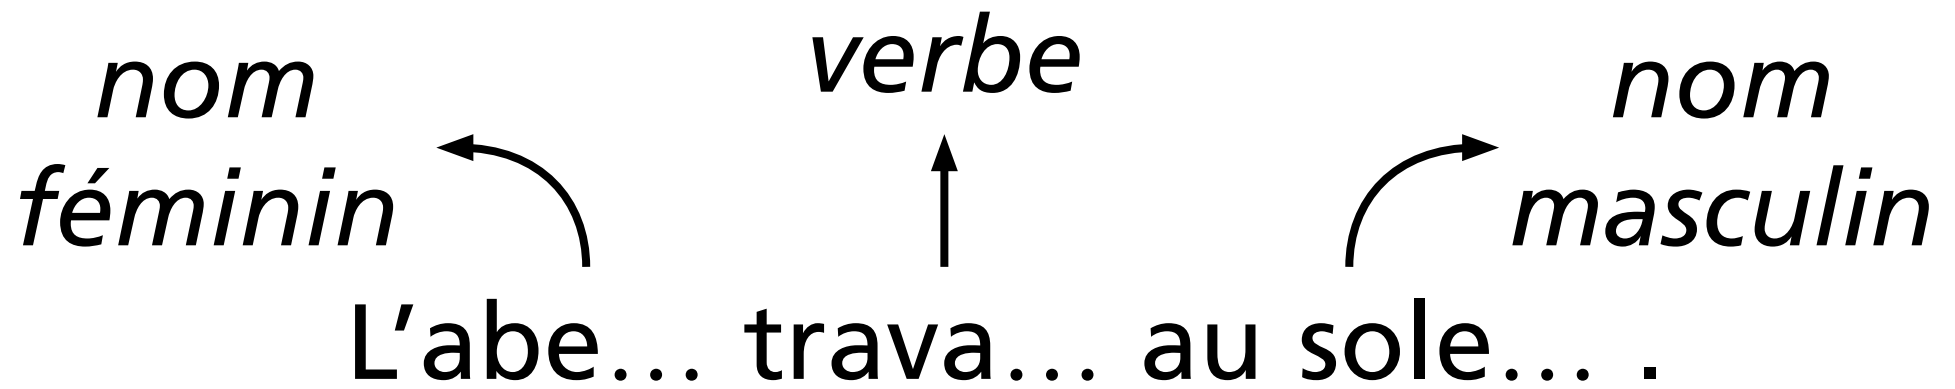 verbe
nom
féminin
nom
masculin
L’abe… trava… au sole… .